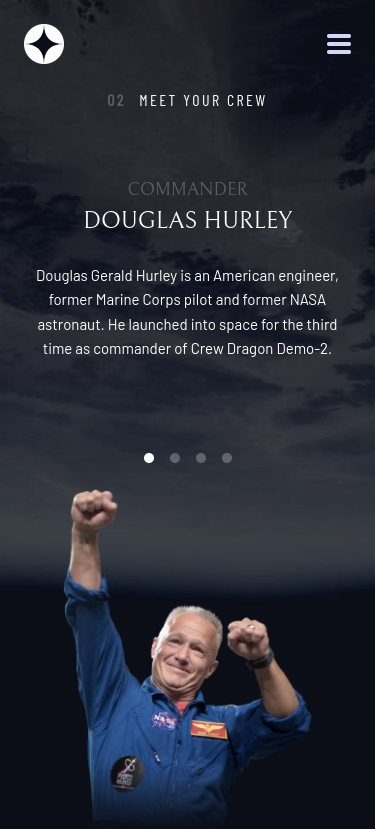 02 MEET YOUR CREW
COMMANDER
DOUGLAS HURLEY
Douglas Gerald Hurley is an American engineer,
former Marine Corps pilot and former NASA
astronaut. He launched into space for the third
time as commander of Crew Dragon Demo-2.
NASA